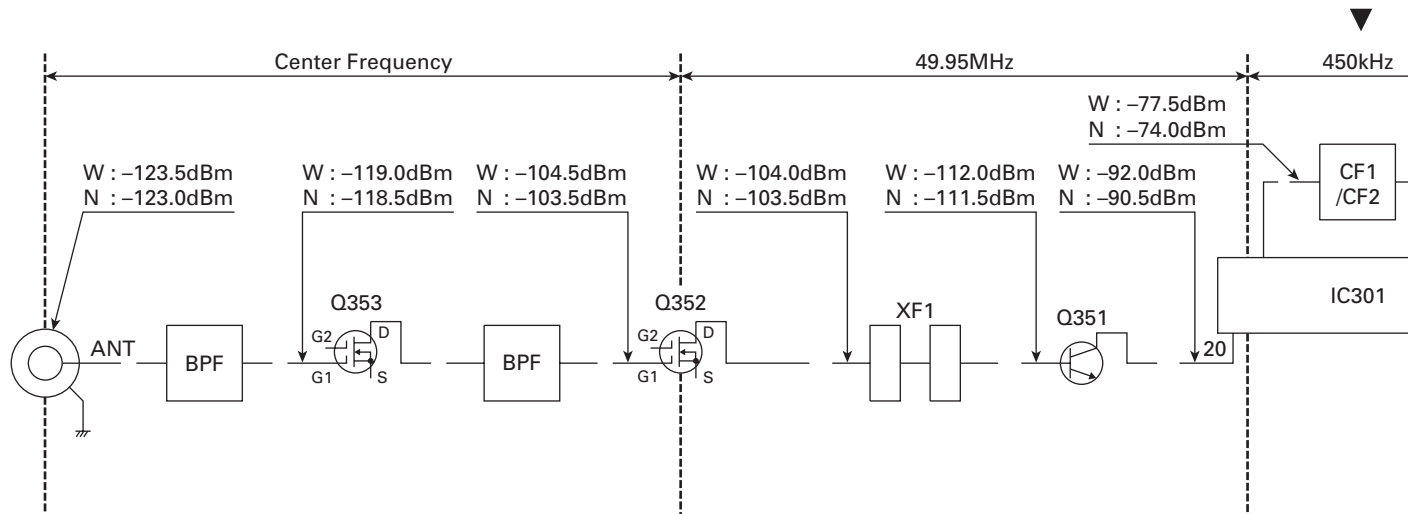 Center Frequency
49.95MHz
450kHz
W : –77.5dBm
N : –74.0dBm
W : –123.5dBm
N : –123.0dBm
W : –119.0dBm
N : –118.5dBm
W : –104.5dBm
N : –103.5dBm
W : –104.0dBm
N : –103.5dBm
W : –112.0dBm
N : –111.5dBm
W : –92.0dBm
N : –90.5dBm
CF1
/CF2
IC301
Q353
Q352
XF1
Q351
ANT
BPF
G2
G1
D
S
BPF
G2
G1
D
S
20